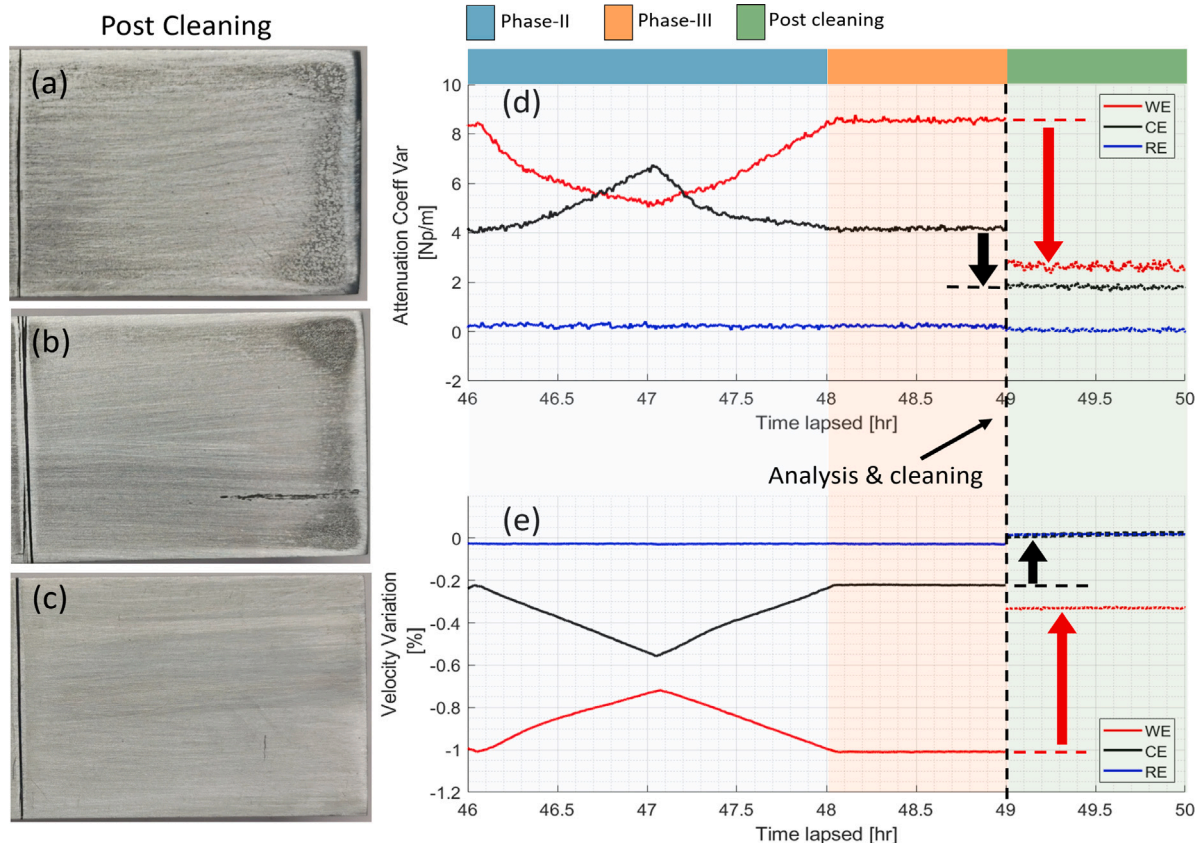 Post Cleaning
(a)
(b)
(c)
Phase-II
Phase-III
Post cleaning
(d)
WE
CE
RE
Attenuation Coeff Var
[Np/m]
10
8
6
4
2
0
-2
46
46.5
47
47.5
48
48.5
49
49.5
50
Time lapsed [hr]
Analysis & cleaning
(e)
Velocity Variation
[%]
0
-0.2
-0.4
-0.6
-0.8
-1
-1.2
WE
CE
RE
46
46.5
47
47.5
48
48.5
49
49.5
50
Time lapsed [hr]